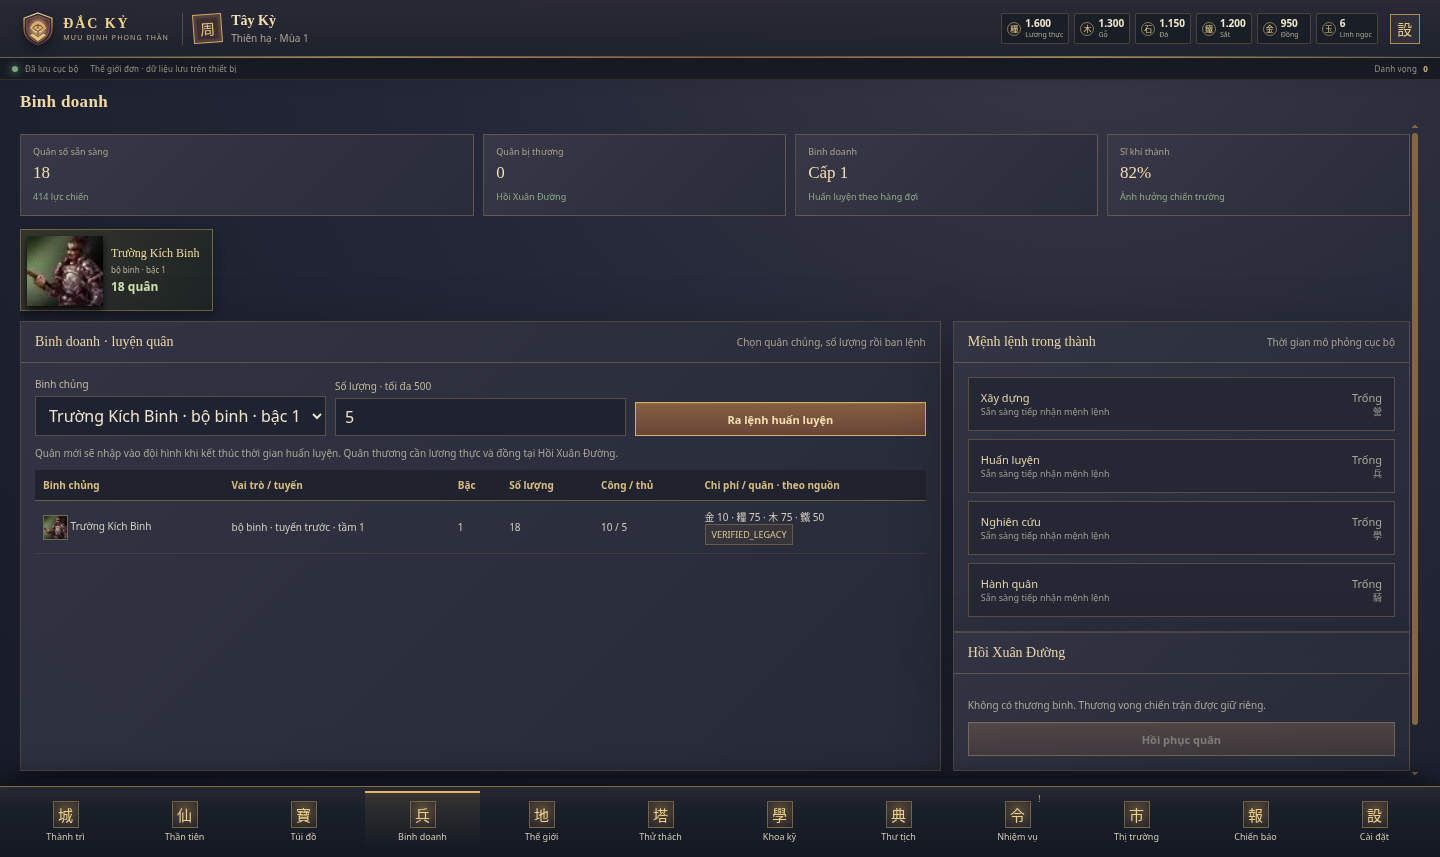 ĐẮC KỶ
MƯU ĐỊNH PHONG THẦN
周
Tây Kỳ
Thiên hạ · Mùa 1
糧 1.600 Lương thực
木 1.300 Gỗ
石 1.150 Đá
鐵 1.200 Sắt
金 950 Đồng
玉 6 Linh ngọc
設
Đã lưu cục bộ Thế giới đơn · dữ liệu lưu trên thiết bị
Danh vọng 0
Binh doanh
Quân số sẵn sàng
18
414 lực chiến
Quân bị thương
0
Hồi Xuân Đường
Binh doanh
Cấp 1
Huấn luyện theo hàng đợi
Sĩ khí thành
82%
Ảnh hưởng chiến trường
Trường Kích Binh
bộ binh · bậc 1
18 quân
Binh doanh · luyện quân
Chọn quân chủng, số lượng rồi ban lệnh
Binh chủng
Trường Kích Binh · bộ binh · bậc 1
Số lượng · tối đa 500
5
Ra lệnh huấn luyện
Quân mới sẽ nhập vào đội hình khi kết thúc thời gian huấn luyện. Quân thương cần lương thực và đồng tại Hồi Xuân Đường.
Binh chủng Vai trò / tuyến Bậc Số lượng Công / thủ Chi phí / quân · theo nguồn
Trường Kích Binh bộ binh · tuyến trước · tầm 1 1 18 10 / 5 金 10 · 糧 75 · 木 75 · 鐵 50
VERIFIED_LEGACY
Mệnh lệnh trong thành
Thời gian mô phỏng cục bộ
Xây dựng Trống
Sẵn sàng tiếp nhận mệnh lệnh 營
Huấn luyện Trống
Sẵn sàng tiếp nhận mệnh lệnh 兵
Nghiên cứu Trống
Sẵn sàng tiếp nhận mệnh lệnh 學
Hành quân Trống
Sẵn sàng tiếp nhận mệnh lệnh 騎
Hồi Xuân Đường
Không có thương binh. Thương vong chiến trận được giữ riêng.
Hồi phục quân
城 Thành trì
仙 Thần tiên
寶 Túi đồ
兵 Binh doanh
地 Thế giới
塔 Thử thách
學 Khoa kỹ
典 Thư tịch
令 ! Nhiệm vụ
市 Thị trường
報 Chiến báo
設 Cài đặt